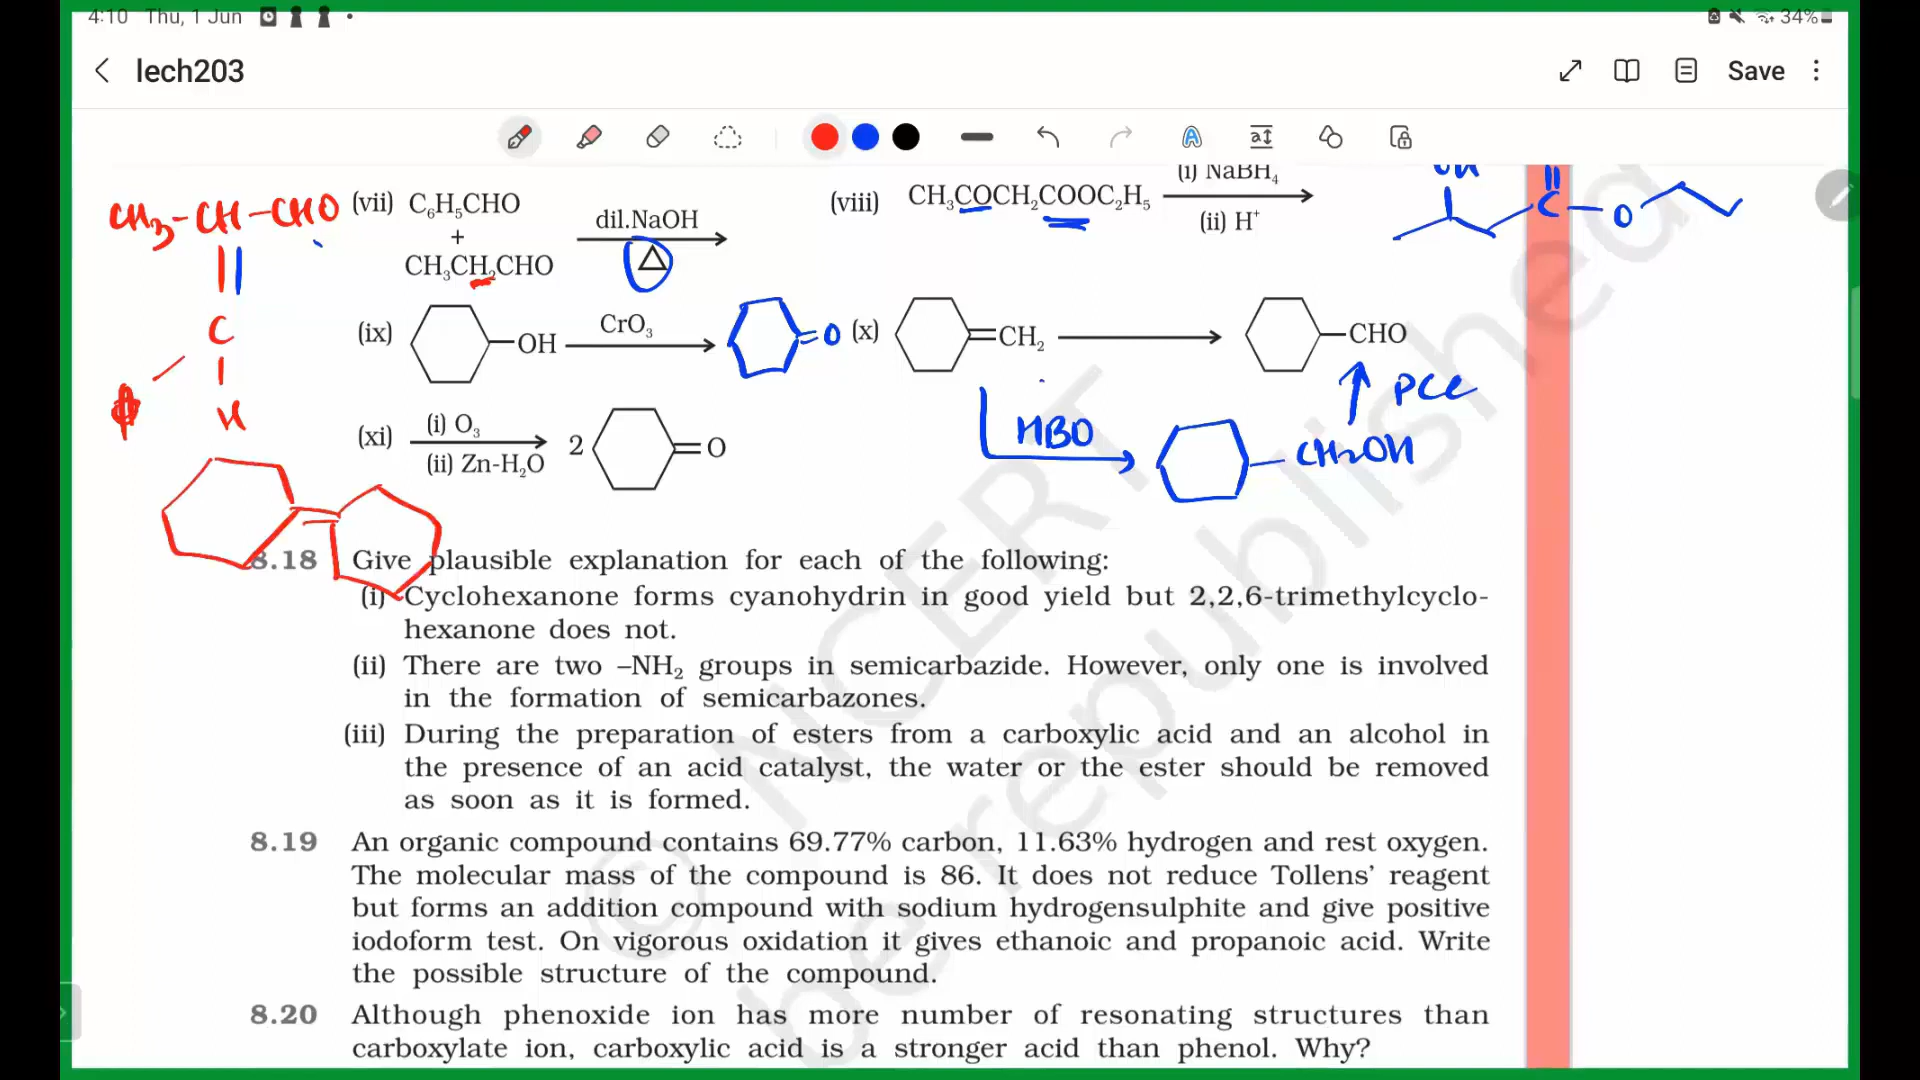 4:10 Thu, 1 Jun
34%
lech203
Save
(i) NaBH₄
OH
CH₃-CH-CHO
(vii) C₆H₅CHO
+
CH₃CH₂CHO
dil.NaOH
△
(viii) CH₃COCH₂COOC₂H₅
(ii) H⁺
C-O
C
H
ϕ
(ix)
-OH
CrO₃
=O
(x)
=CH₂
-CHO
PCC
HBO
-CH₂OH
(xi)
(i) O₃
(ii) Zn-H₂O
2
=O
8.18 Give plausible explanation for each of the following:
(i) Cyclohexanone forms cyanohydrin in good yield but 2,2,6-trimethylcyclo-
hexanone does not.
(ii) There are two –NH₂ groups in semicarbazide. However, only one is involved
in the formation of semicarbazones.
(iii) During the preparation of esters from a carboxylic acid and an alcohol in
the presence of an acid catalyst, the water or the ester should be removed
as soon as it is formed.
8.19 An organic compound contains 69.77% carbon, 11.63% hydrogen and rest oxygen.
The molecular mass of the compound is 86. It does not reduce Tollens’ reagent
but forms an addition compound with sodium hydrogensulphite and give positive
iodoform test. On vigorous oxidation it gives ethanoic and propanoic acid. Write
the possible structure of the compound.
8.20 Although phenoxide ion has more number of resonating structures than
carboxylate ion, carboxylic acid is a stronger acid than phenol. Why?
© NCERT
be republished